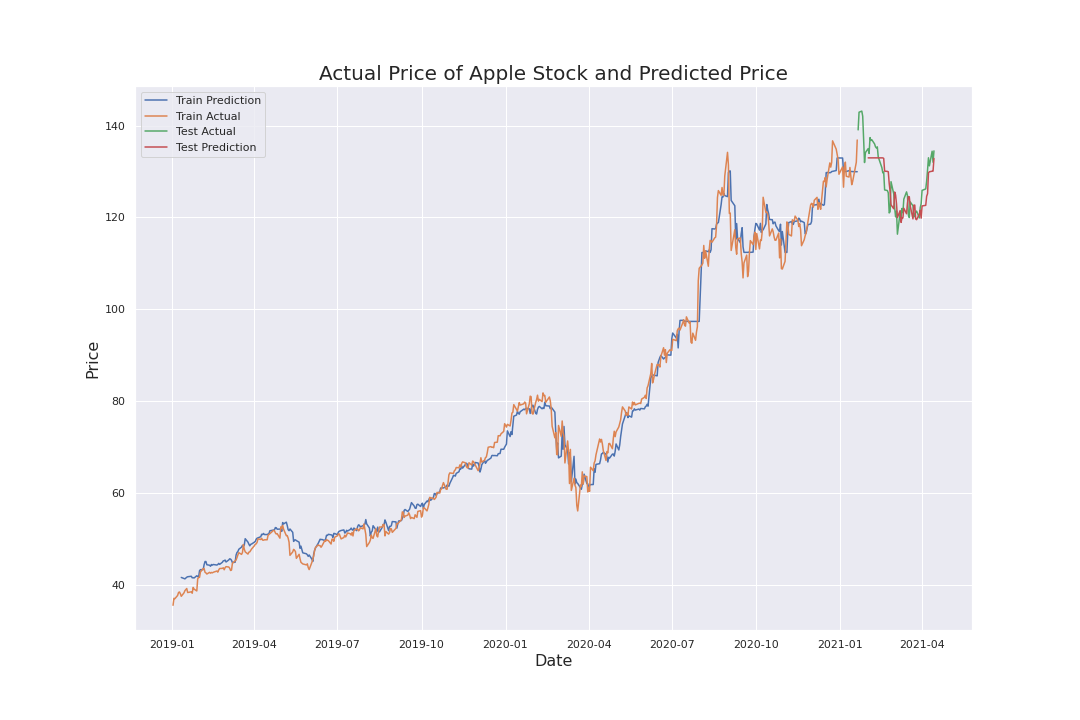 Actual Price of Apple Stock and Predicted Price
Train Prediction
Train Actual
Test Actual
Test Prediction
140
120
100
80
60
40
Price
2019-01 2019-04 2019-07 2019-10 2020-01 2020-04 2020-07 2020-10 2021-01 2021-04
Date